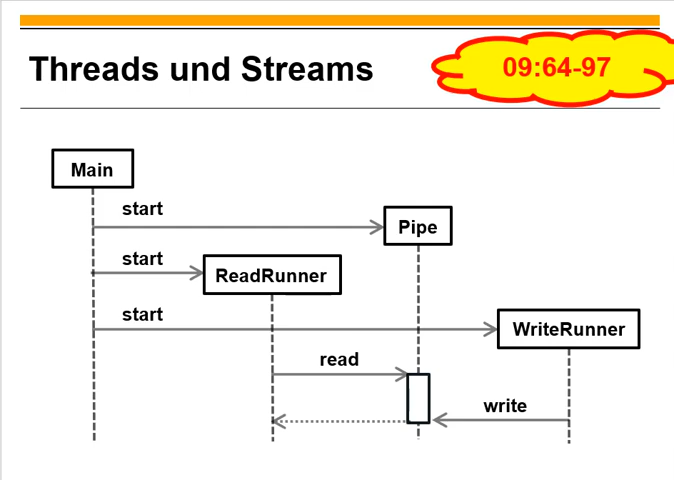 Threads und Streams
09:64-97
Main
start
Pipe
start
ReadRunner
start
WriteRunner
read
write